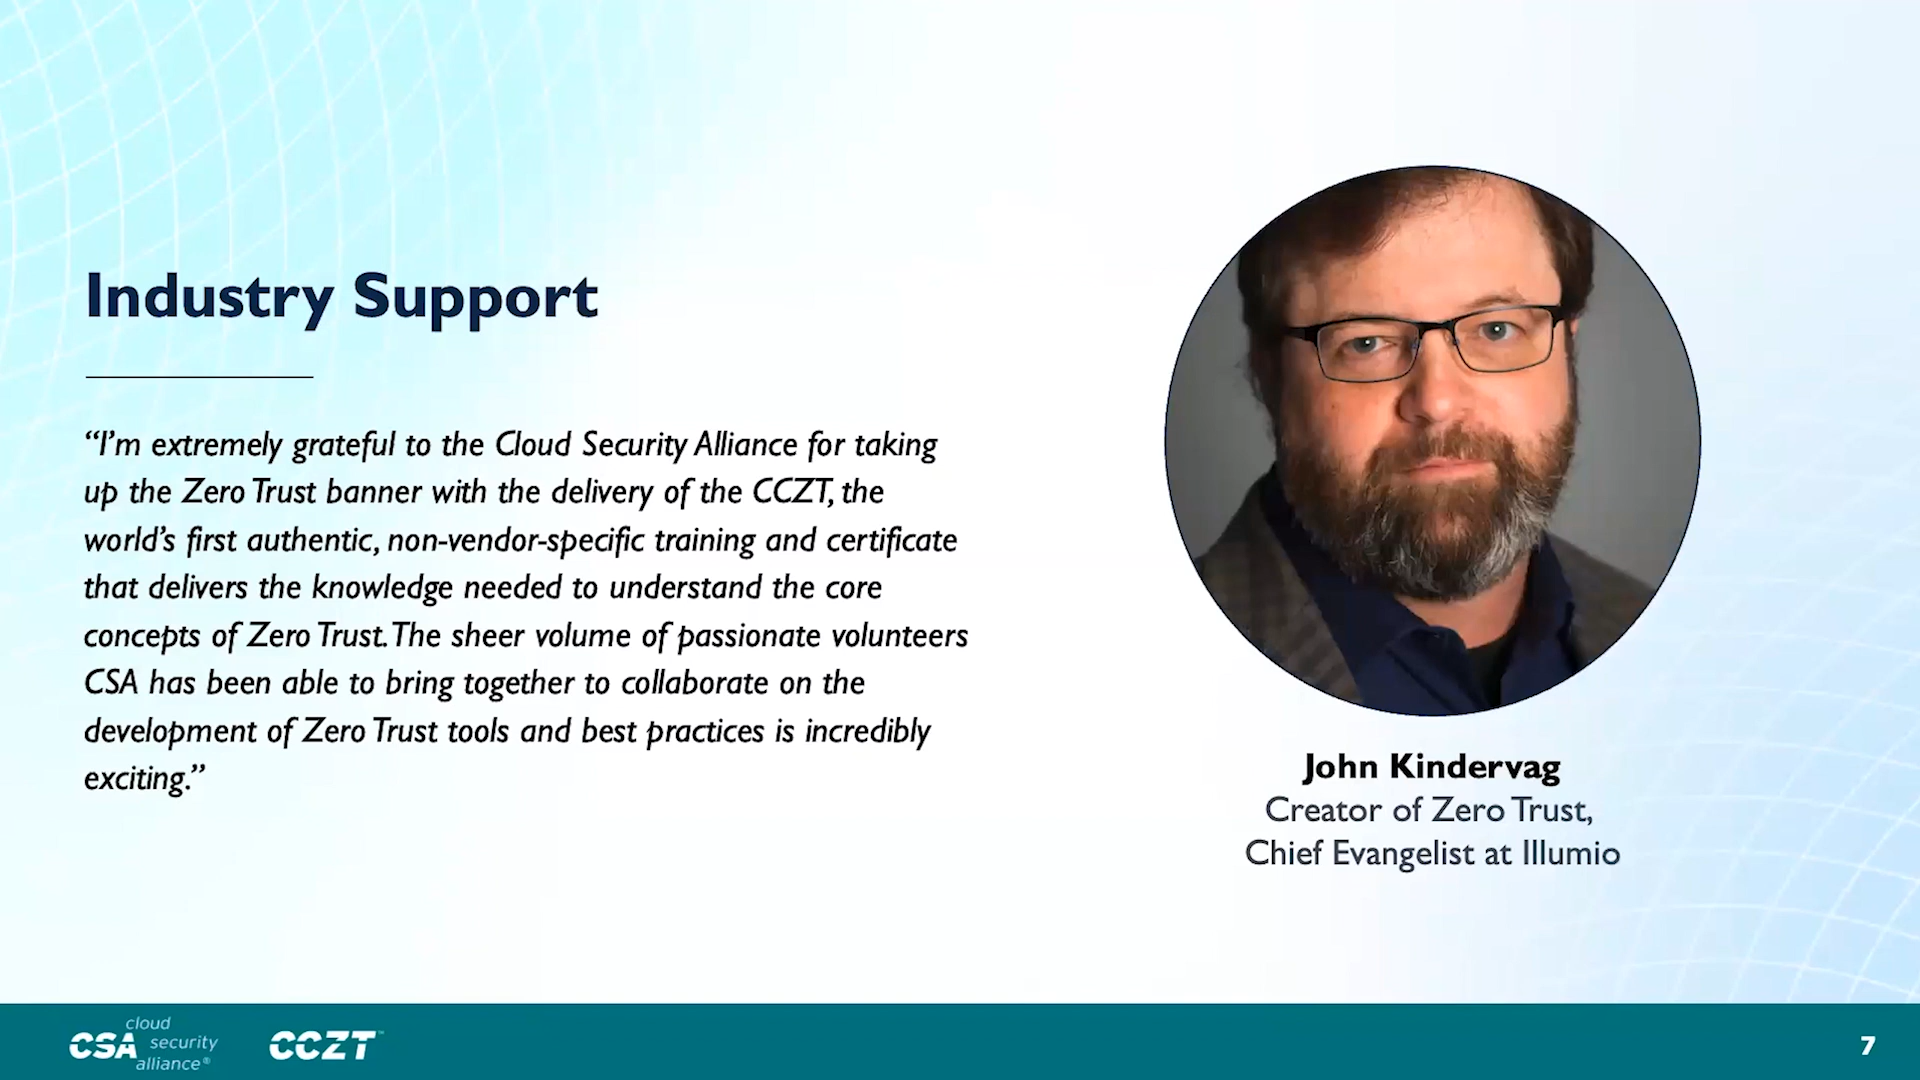 Industry Support
“I’m extremely grateful to the Cloud Security Alliance for taking
up the Zero Trust banner with the delivery of the CCZT, the
world’s first authentic, non-vendor-specific training and certificate
that delivers the knowledge needed to understand the core
concepts of Zero Trust. The sheer volume of passionate volunteers
CSA has been able to bring together to collaborate on the
development of Zero Trust tools and best practices is incredibly
exciting.”
John Kindervag
Creator of Zero Trust,
Chief Evangelist at Illumio
CSA cloud
security
alliance®
CCZT™
7